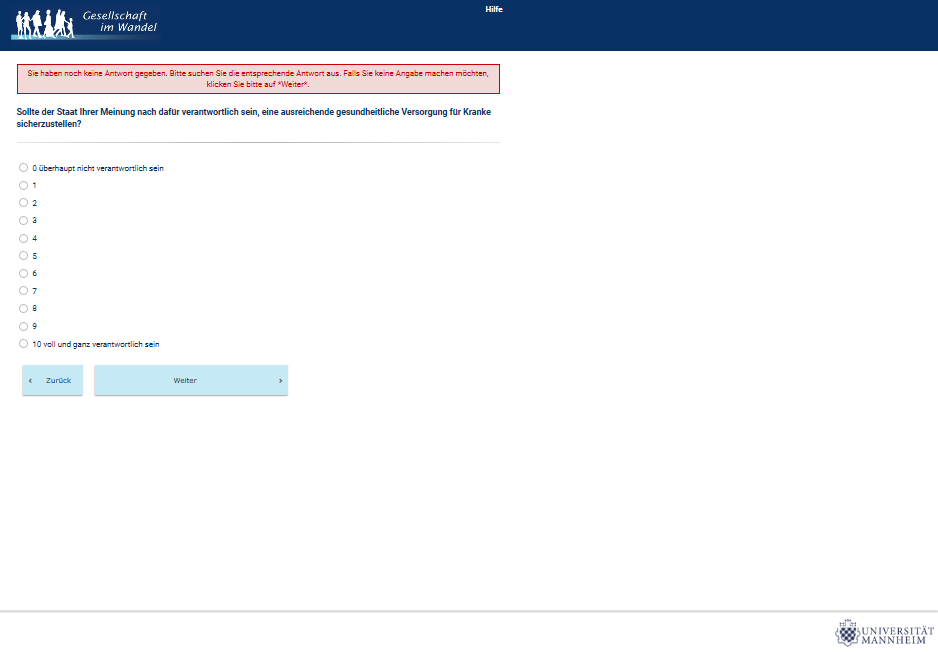 Gesellschaft
im Wandel
Hilfe
Sie haben noch keine Antwort gegeben. Bitte suchen Sie die entsprechende Antwort aus. Falls Sie keine Angabe machen möchten,
klicken Sie bitte auf "Weiter".
Sollte der Staat Ihrer Meinung nach dafür verantwortlich sein, eine ausreichende gesundheitliche Versorgung für Kranke
sicherzustellen?
0 überhaupt nicht verantwortlich sein
1
2
3
4
5
6
7
8
9
10 voll und ganz verantwortlich sein
‹ Zurück
Weiter ›
UNIVERSITÄT
MANNHEIM